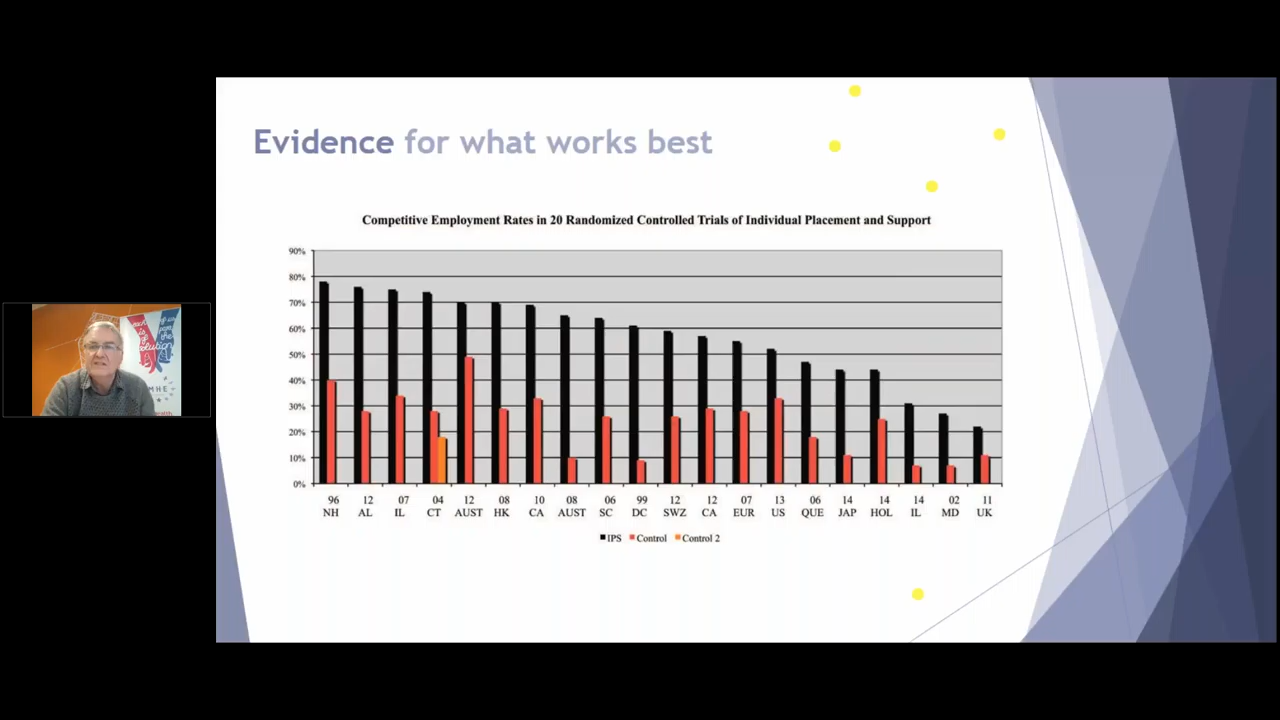 Evidence for what works best
Competitive Employment Rates in 20 Randomized Controlled Trials of Individual Placement and Support
90%
80%
70%
60%
50%
40%
30%
20%
10%
0%
96 12 07 04 12 08 10 08 06 99 12 12 07 13 06 14 14 14 02 11
NH AL IL CT AUST HK CA AUST SC DC SWZ CA EUR US QUE JAP HOL IL MD UK
IPS Control Control 2